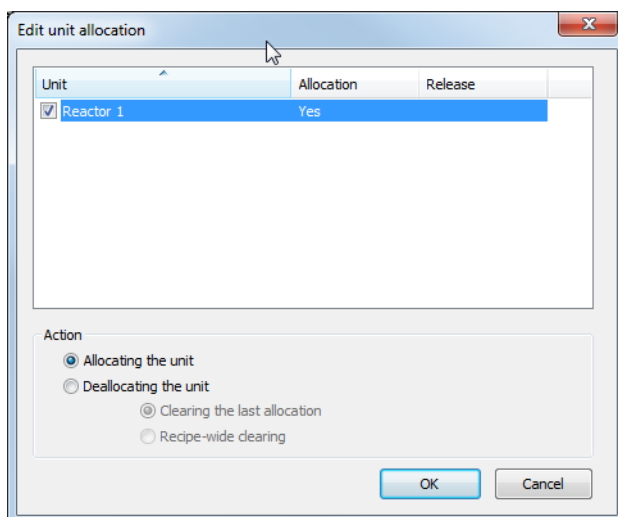 Edit unit allocation
Unit Allocation Release
Reactor 1 Yes
Action
Allocating the unit
Deallocating the unit
Clearing the last allocation
Recipe-wide clearing
OK Cancel